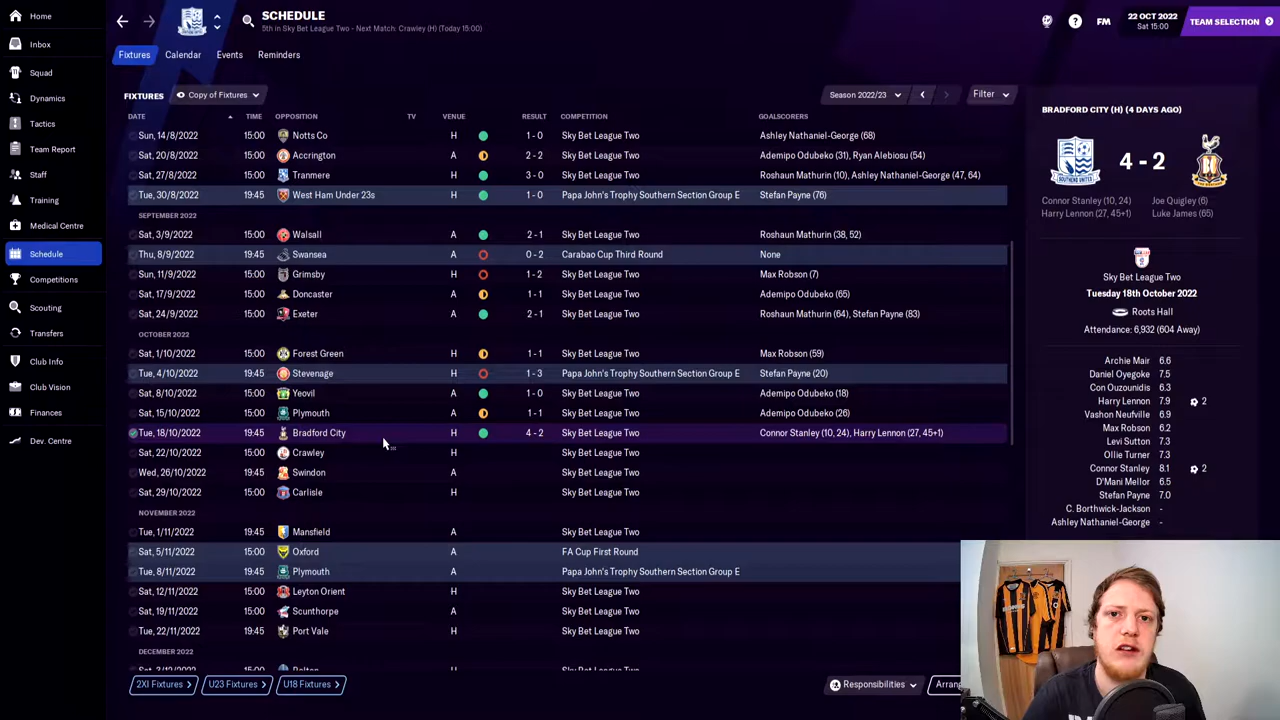 Home
Inbox
Squad
Dynamics
Tactics
Team Report
Staff
Training
Medical Centre
Schedule
Competitions
Scouting
Transfers
Club Info
Club Vision
Finances
Dev. Centre
SCHEDULE
5th in Sky Bet League Two - Next Match: Crawley (H) (Today 15:00)
? FM 22 OCT 2022 Sat 15:00 TEAM SELECTION
Fixtures Calendar Events Reminders
FIXTURES Copy of Fixtures Season 2022/23 Filter
DATE TIME OPPOSITION TV VENUE RESULT COMPETITION GOALSCORERS
Sun, 14/8/2022 15:00 Notts Co H 1 - 0 Sky Bet League Two Ashley Nathaniel-George (68)
Sat, 20/8/2022 15:00 Accrington A 2 - 2 Sky Bet League Two Ademipo Odubeko (31), Ryan Alebiosu (54)
Sat, 27/8/2022 15:00 Tranmere H 3 - 0 Sky Bet League Two Roshaun Mathurin (10), Ashley Nathaniel-George (47, 64)
Tue, 30/8/2022 19:45 West Ham Under 23s H 1 - 0 Papa John's Trophy Southern Section Group E Stefan Payne (76)
SEPTEMBER 2022
Sat, 3/9/2022 15:00 Walsall A 2 - 1 Sky Bet League Two Roshaun Mathurin (38, 52)
Thu, 8/9/2022 19:45 Swansea A 0 - 2 Carabao Cup Third Round None
Sun, 11/9/2022 15:00 Grimsby H 1 - 2 Sky Bet League Two Max Robson (7)
Sat, 17/9/2022 15:00 Doncaster A 1 - 1 Sky Bet League Two Ademipo Odubeko (65)
Sat, 24/9/2022 15:00 Exeter A 2 - 1 Sky Bet League Two Roshaun Mathurin (64), Stefan Payne (83)
OCTOBER 2022
Sat, 1/10/2022 15:00 Forest Green H 1 - 1 Sky Bet League Two Max Robson (59)
Tue, 4/10/2022 19:45 Stevenage H 1 - 3 Papa John's Trophy Southern Section Group E Stefan Payne (20)
Sat, 8/10/2022 15:00 Yeovil A 1 - 0 Sky Bet League Two Ademipo Odubeko (18)
Sat, 15/10/2022 15:00 Plymouth A 1 - 1 Sky Bet League Two Ademipo Odubeko (26)
Tue, 18/10/2022 19:45 Bradford City H 4 - 2 Sky Bet League Two Connor Stanley (10, 24), Harry Lennon (27, 45+1)
Sat, 22/10/2022 15:00 Crawley H Sky Bet League Two
Wed, 26/10/2022 19:45 Swindon A Sky Bet League Two
Sat, 29/10/2022 15:00 Carlisle H Sky Bet League Two
NOVEMBER 2022
Tue, 1/11/2022 19:45 Mansfield A Sky Bet League Two
Sat, 5/11/2022 15:00 Oxford A FA Cup First Round
Tue, 8/11/2022 19:45 Plymouth A Papa John's Trophy Southern Section Group E
Sat, 12/11/2022 15:00 Leyton Orient H Sky Bet League Two
Sat, 19/11/2022 15:00 Scunthorpe A Sky Bet League Two
Tue, 22/11/2022 19:45 Port Vale H Sky Bet League Two
DECEMBER 2022
Sat, 3/12/2022 15:00 Bolton H Sky Bet League Two
2XI Fixtures U23 Fixtures U18 Fixtures Responsibilities Arrang
BRADFORD CITY (H) (4 DAYS AGO)
4 - 2
Connor Stanley (10, 24) Joe Quigley (6)
Harry Lennon (27, 45+1) Luke James (65)
Sky Bet League Two
Tuesday 18th October 2022
Roots Hall
Attendance: 6,932 (604 Away)
Archie Mair 6.6
Daniel Oyegoke 7.5
Con Ouzounidis 6.3
Harry Lennon 7.9 2
Vashon Neufville 6.9
Max Robson 6.2
Levi Sutton 7.3
Ollie Turner 7.3
Connor Stanley 8.1 2
D'Mani Mellor 6.5
Stefan Payne 7.0
C. Borthwick-Jackson -
Ashley Nathaniel-George -